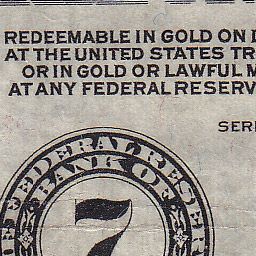 REDEEMABLE IN GOLD ON
AT THE UNITED STATES TR
OR IN GOLD OR LAWFUL M
AT ANY FEDERAL RESERV
SERI
FEDERAL RESERVE
BANK OF
7